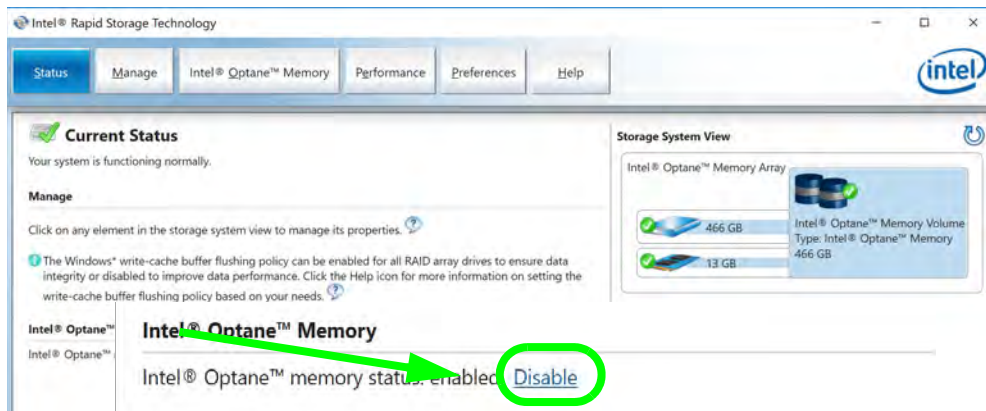 Intel® Rapid Storage Technology
Status
Manage
Intel® Optane™ Memory
Performance
Preferences
Help
intel
Current Status
Your system is functioning normally.
Manage
Click on any element in the storage system view to manage its properties.
The Windows* write-cache buffer flushing policy can be enabled for all RAID array drives to ensure data
integrity or disabled to improve data performance. Click the Help icon for more information on setting the
write-cache buffer flushing policy based on your needs.
Intel® Optane™
Intel® Optane™
Intel® Optane™ Memory
Intel® Optane™ memory status: enabled Disable
Storage System View
Intel® Optane™ Memory Array
466 GB
13 GB
Intel® Optane™ Memory Volume
Type: Intel® Optane™ Memory
466 GB